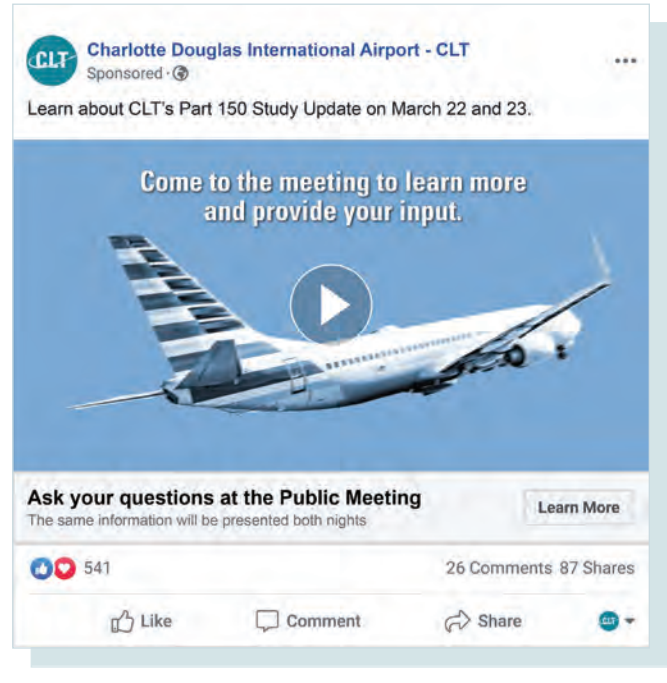 CLT
Charlotte Douglas International Airport - CLT
Sponsored ·
Learn about CLT's Part 150 Study Update on March 22 and 23.
Come to the meeting to learn more
and provide your input.
Ask your questions at the Public Meeting
The same information will be presented both nights
Learn More
541
26 Comments 87 Shares
Like
Comment
Share
CLT